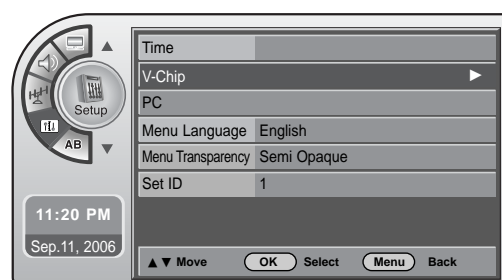 Time
V-Chip
PC
Menu Language English
Menu Transparency Semi Opaque
Set ID 1
Setup
AB
11:20 PM
Sep.11, 2006
Move OK Select Menu Back